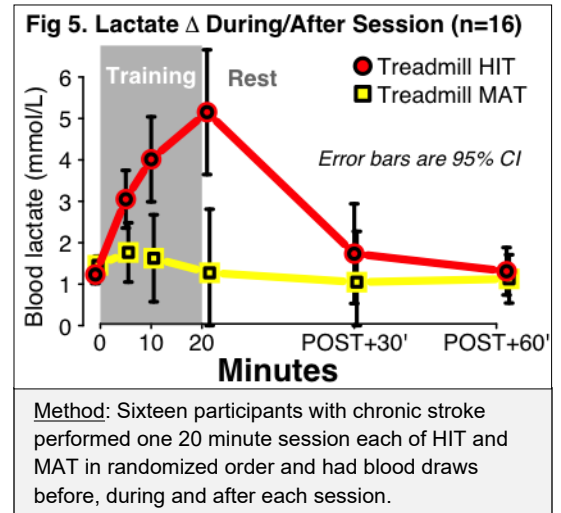 Fig 5. Lactate Δ During/After Session (n=16)
Training
Rest
Treadmill HIT
Treadmill MAT
Error bars are 95% CI
Blood lactate (mmol/L)
6
5
4
3
2
1
0
0 10 20 POST+30' POST+60'
Minutes
Method: Sixteen participants with chronic stroke
performed one 20 minute session each of HIT and
MAT in randomized order and had blood draws
before, during and after each session.